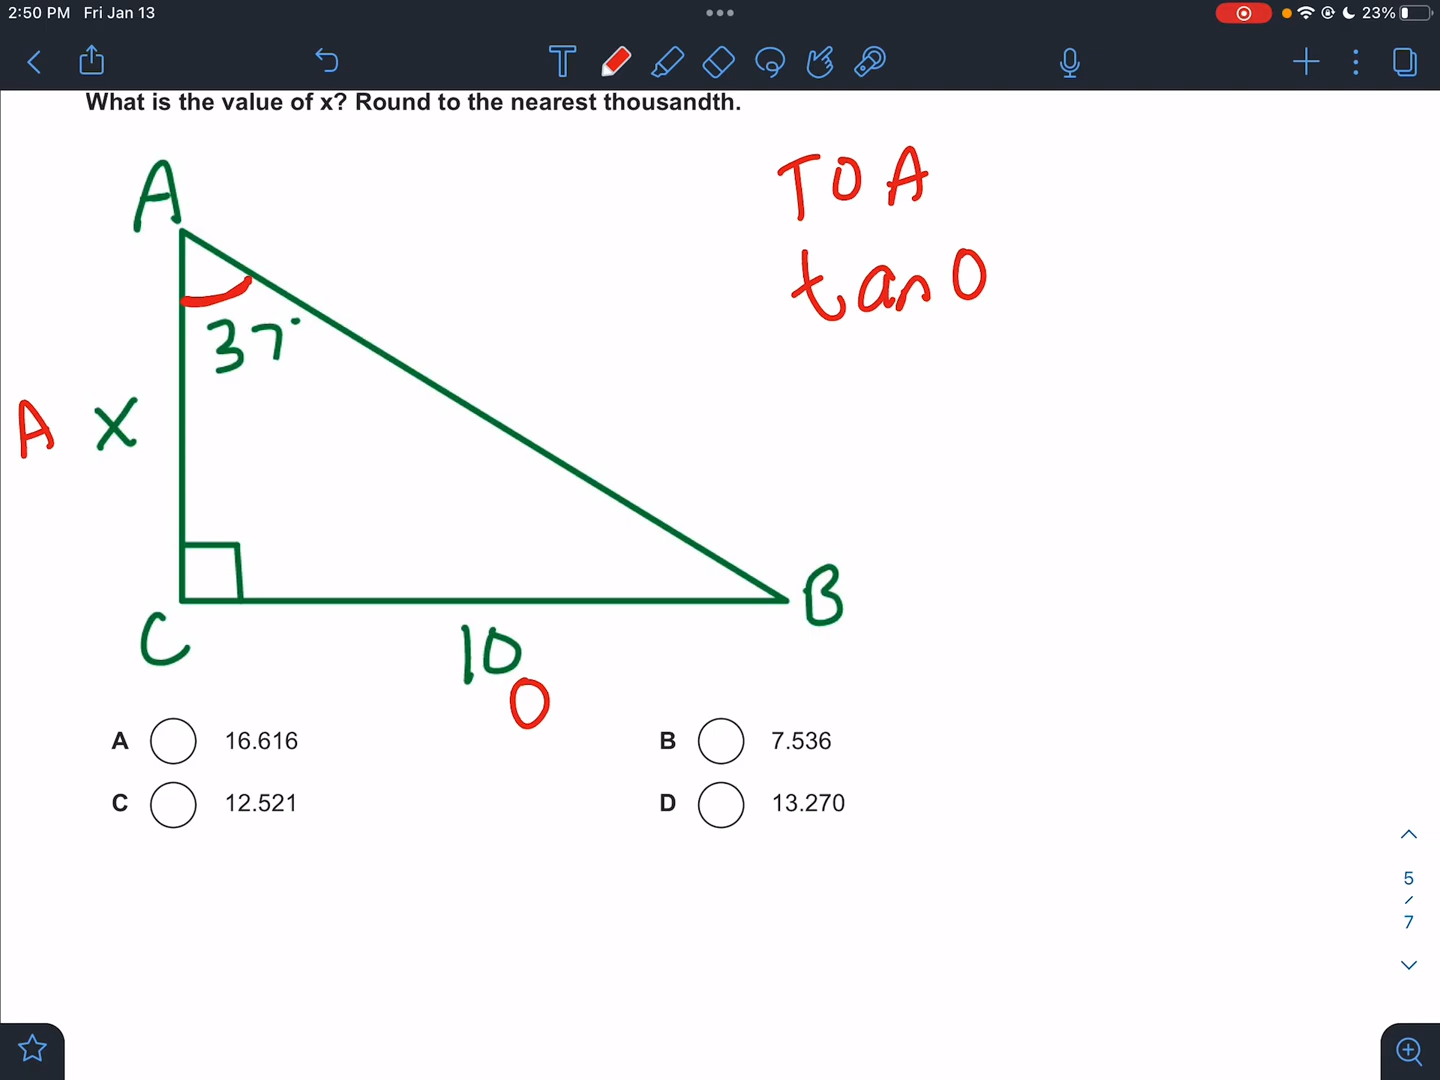 2:50 PM Fri Jan 13
23%
What is the value of x? Round to the nearest thousandth.
A
TOA
tan0
37°
A X
C
B
10
O
A 16.616
B 7.536
C 12.521
D 13.270
5
/
7